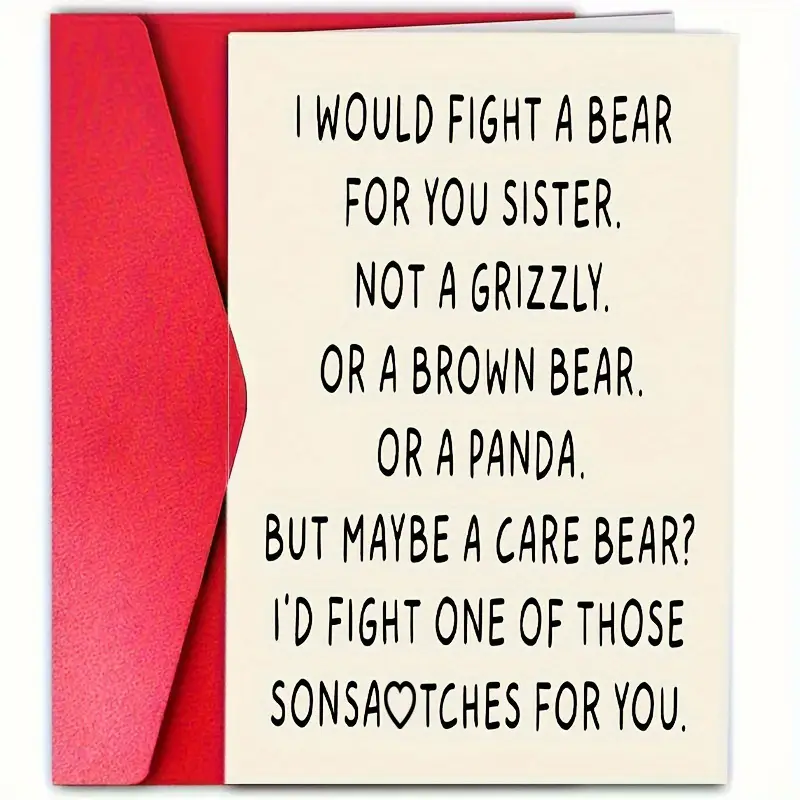 I WOULD FIGHT A BEAR
FOR YOU SISTER.
NOT A GRIZZLY.
OR A BROWN BEAR.
OR A PANDA.
BUT MAYBE A CARE BEAR?
I'D FIGHT ONE OF THOSE
SONSA♡TCHES FOR YOU.